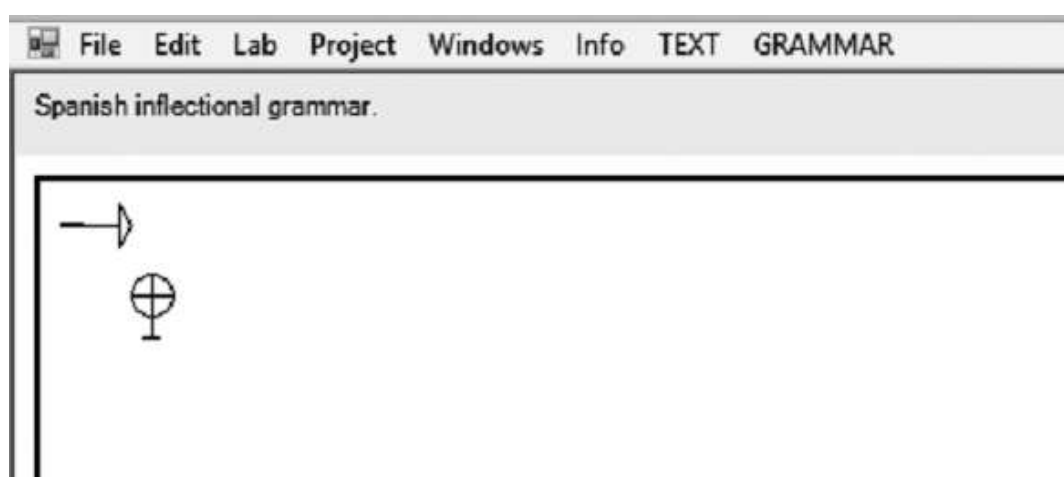 File Edit Lab Project Windows Info TEXT GRAMMAR
Spanish inflectional grammar.